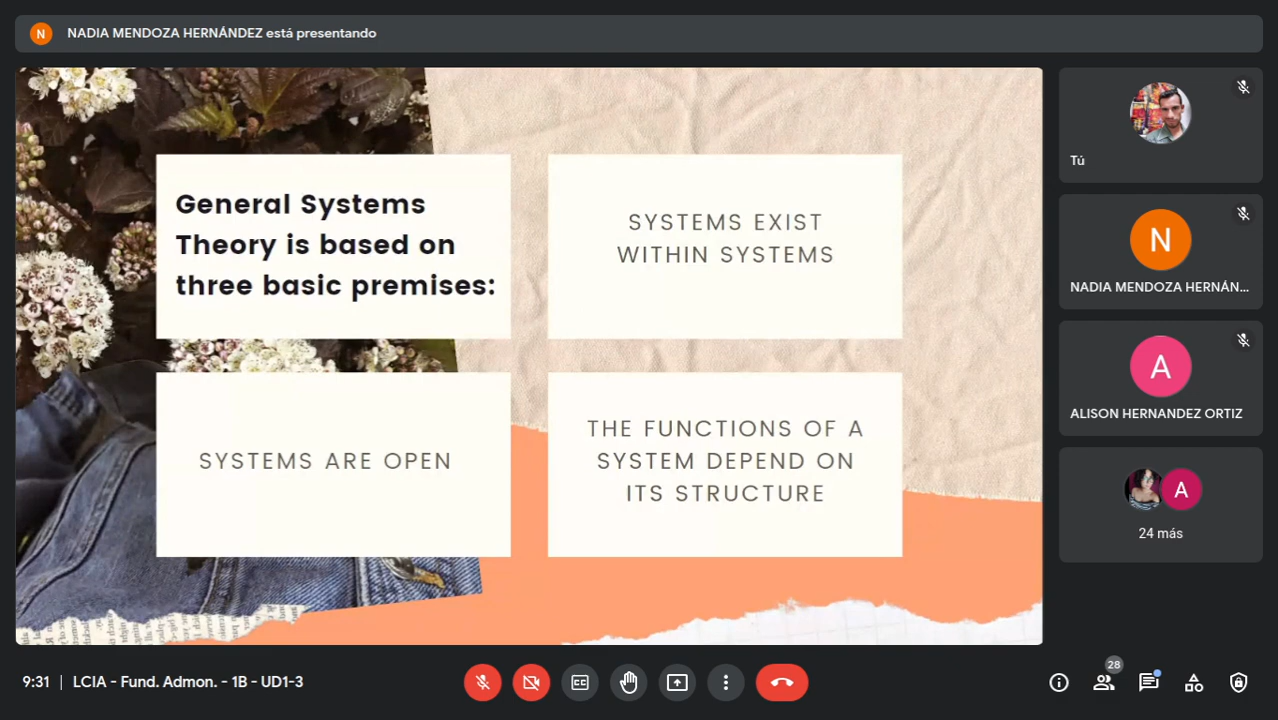 N
NADIA MENDOZA HERNÁNDEZ está presentando
General Systems
Theory is based on
three basic premises:
SYSTEMS EXIST
WITHIN SYSTEMS
SYSTEMS ARE OPEN
THE FUNCTIONS OF A
SYSTEM DEPEND ON
ITS STRUCTURE
Tú
N
NADIA MENDOZA HERNÁN...
A
ALISON HERNANDEZ ORTIZ
A
24 más
9:31 | LCIA - Fund. Admon. - 1B - UD1-3
28